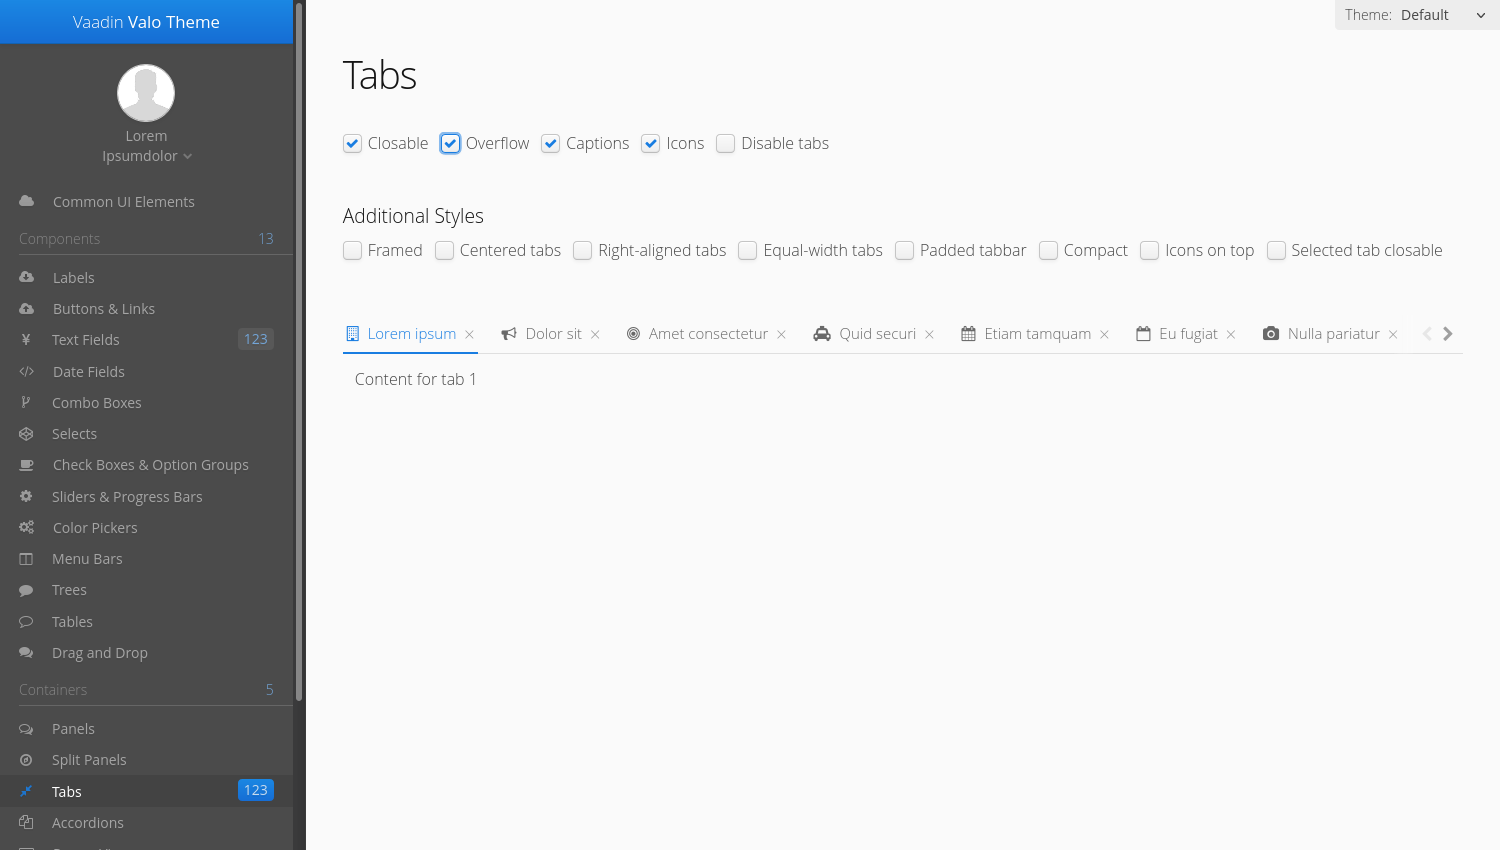 Vaadin Valo Theme
Lorem
Ipsumdolor
Common UI Elements
Components 13
Labels
Buttons & Links
Text Fields 123
Date Fields
Combo Boxes
Selects
Check Boxes & Option Groups
Sliders & Progress Bars
Color Pickers
Menu Bars
Trees
Tables
Drag and Drop
Containers 5
Panels
Split Panels
Tabs 123
Accordions
Theme: Default
Tabs
Closable Overflow Captions Icons Disable tabs
Additional Styles
Framed Centered tabs Right-aligned tabs Equal-width tabs Padded tabbar Compact Icons on top Selected tab closable
Lorem ipsum Dolor sit Amet consectetur Quid securi Etiam tamquam Eu fugiat Nulla pariatur
Content for tab 1